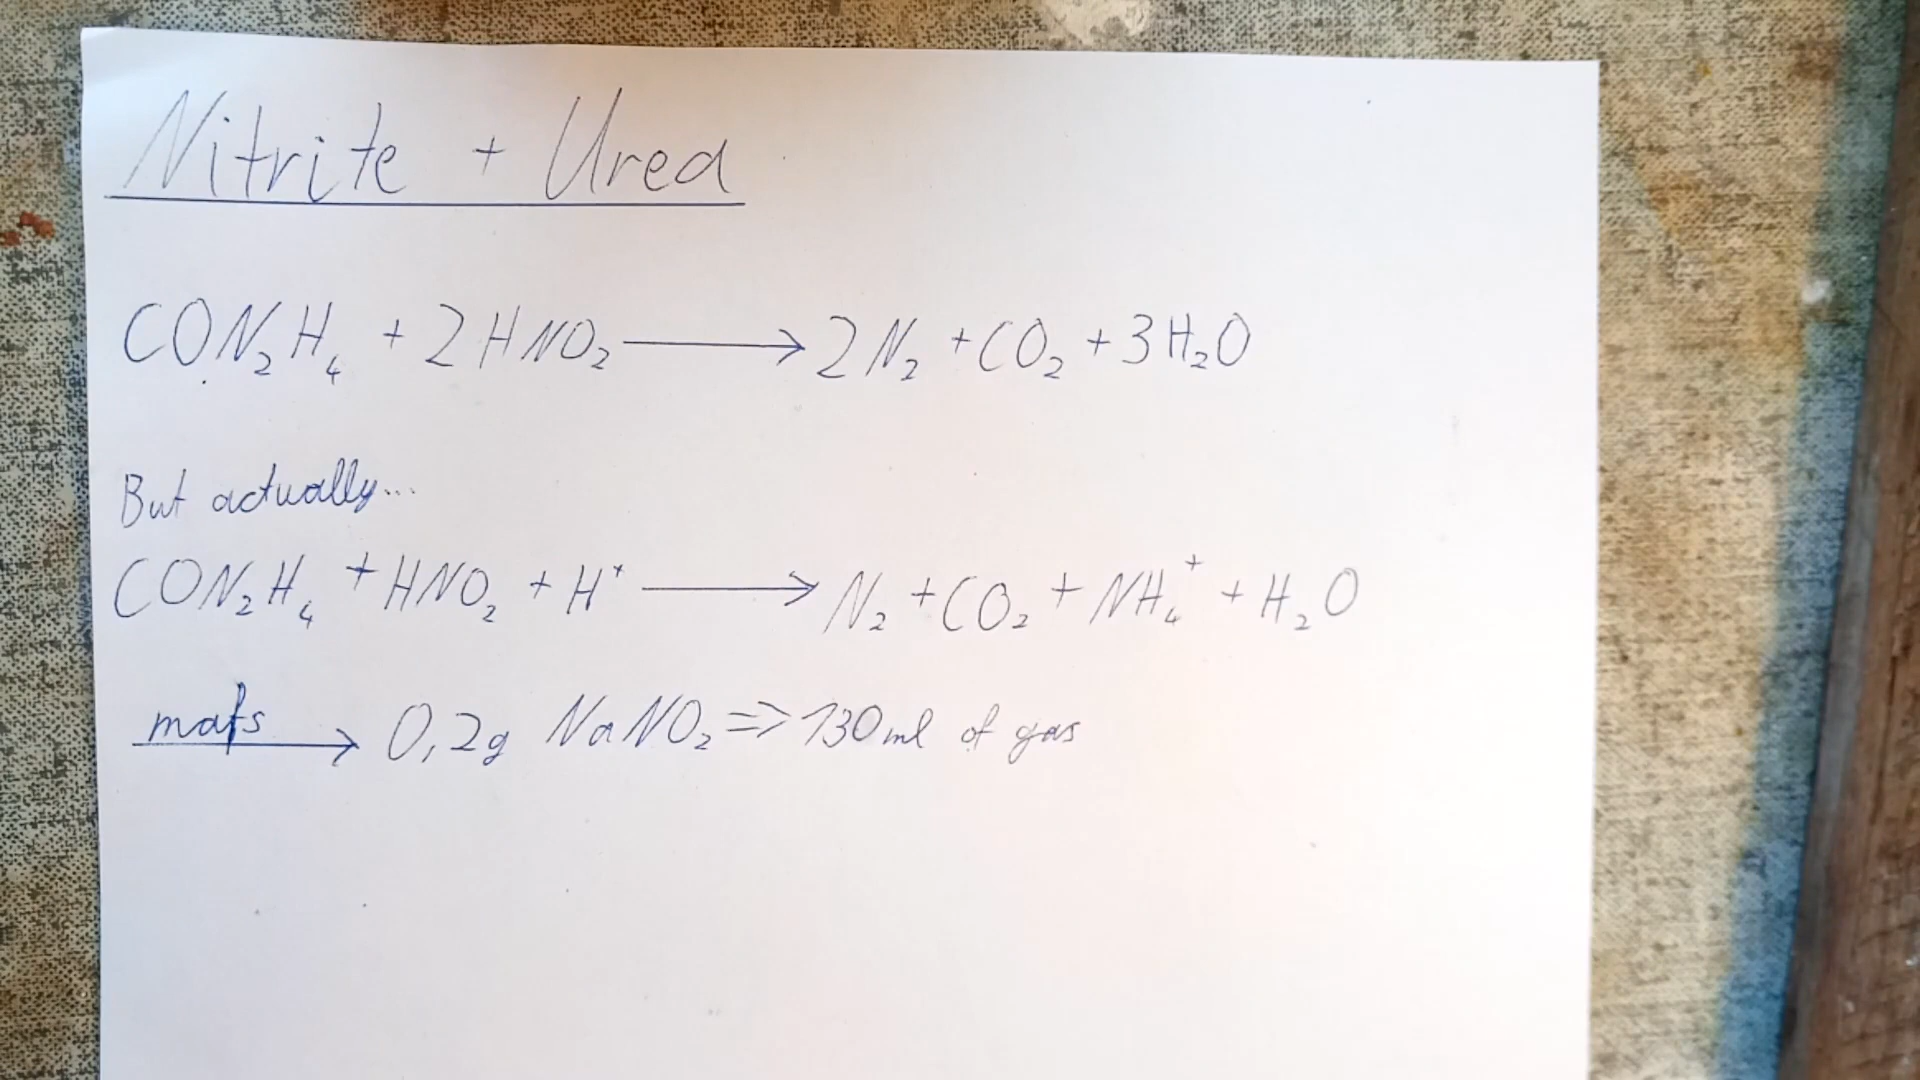 Nitrite + Urea
CON₂H₄ + 2HNO₂ ⟶ 2N₂ + CO₂ + 3H₂O
But actually...
CON₂H₄ + HNO₂ + H⁺ ⟶ N₂ + CO₂ + NH₄⁺ + H₂O
mafs → 0,2g NaNO₂ => 130ml of gas